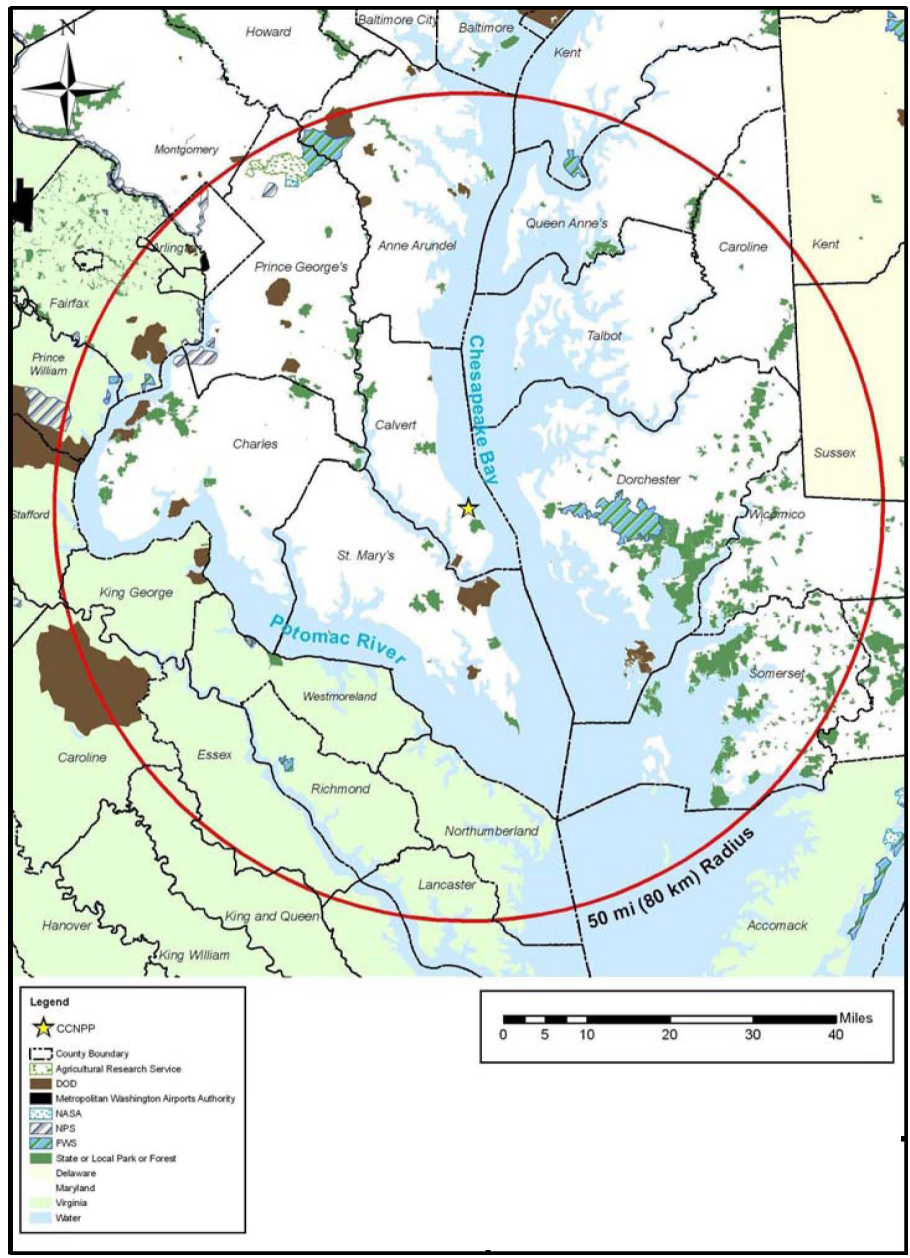 Baltimore City
Baltimore
Howard
N
Kent
Montgomery
Queen Anne's
Anne Arundel
Arlington
Caroline
Kent
Prince George's
Fairfax
Talbot
Prince
William
Chesapeake Bay
Calvert
Charles
Sussex
Dorchester
Stafford
Wicomico
St. Mary's
King George
Potomac River
Somerset
Westmoreland
Caroline
Essex
Richmond
Northumberland
50 mi (80 km) Radius
Lancaster
King and Queen
Hanover
Accomack
King William
Legend
CCNPP
County Boundary
Agricultural Research Service
DOD
Metropolitan Washington Airports Authority
NASA
NPS
FWS
State or Local Park or Forest
Delaware
Maryland
Virginia
Water
Miles
0 5 10 20 30 40